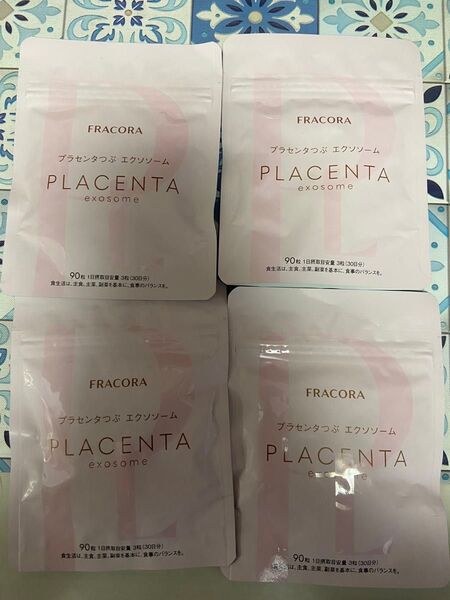 FRACORA
プラセンタつぶ エクソソーム
PLACENTA
exosome
90粒 1日摂取目安量 3粒(30日分)
食生活は、主食、主菜、副菜を基本に、食事のバランスを。
FRACORA
プラセンタつぶ エクソソーム
PLACENTA
exosome
90粒 1日摂取目安量 3粒(30日分)
食生活は、主食、主菜、副菜を基本に、食事のバランスを。
FRACORA
プラセンタつぶ エクソソーム
PLACENTA
exosome
90粒 1日摂取目安量 3粒(30日分)
食生活は、主食、主菜、副菜を基本に、食事のバランスを。
FRACORA
プラセンタつぶ エクソソーム
PLACENTA
exosome
90粒 1日摂取目安量 3粒(30日分)
食生活は、主食、主菜、副菜を基本に、食事のバランスを。